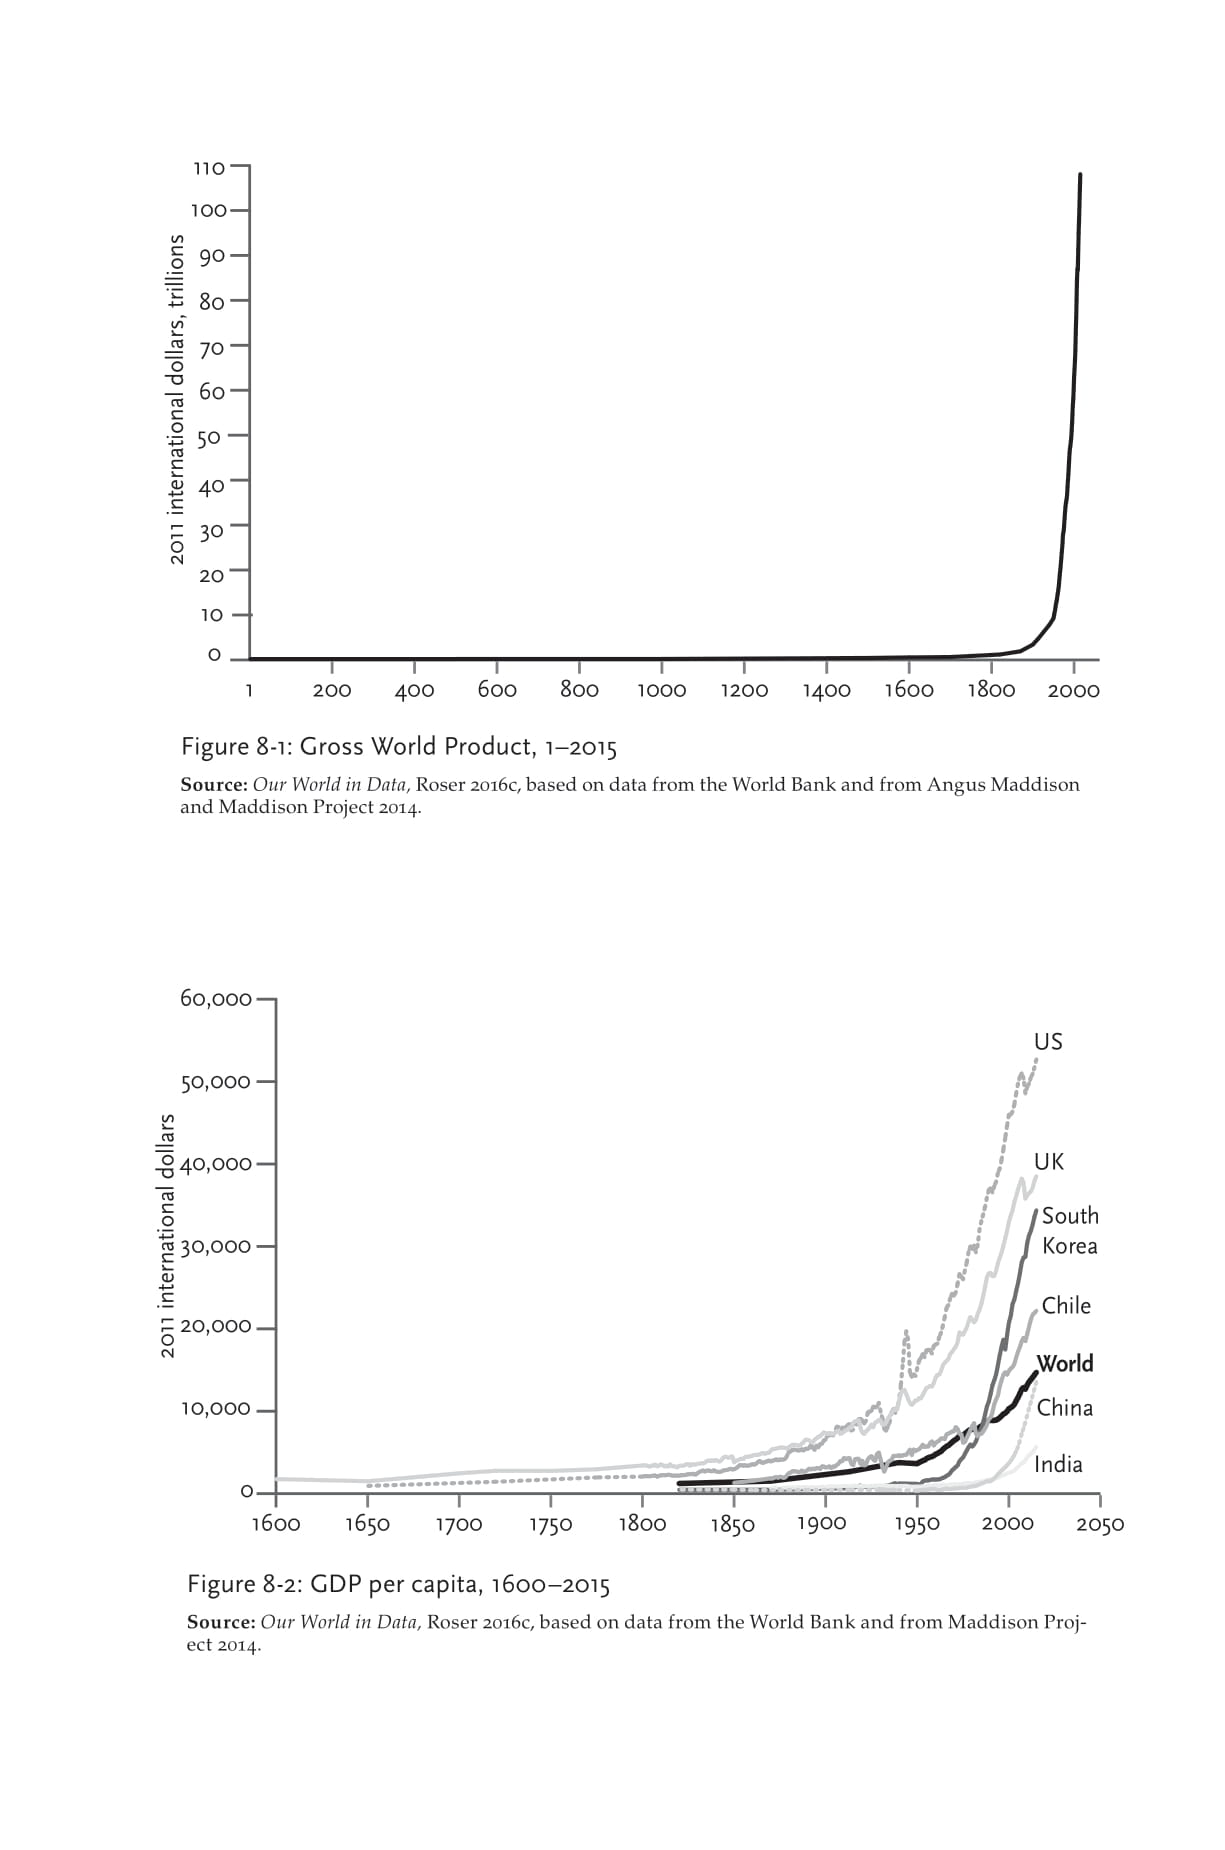 110
100
90
80
70
60
50
40
30
20
10
0
2011 international dollars, trillions
1 200 400 600 800 1000 1200 1400 1600 1800 2000
Figure 8-1: Gross World Product, 1–2015
Source: Our World in Data, Roser 2016c, based on data from the World Bank and from Angus Maddison
and Maddison Project 2014.
60,000
50,000
40,000
30,000
20,000
10,000
0
2011 international dollars
US
UK
South
Korea
Chile
World
China
India
1600 1650 1700 1750 1800 1850 1900 1950 2000 2050
Figure 8-2: GDP per capita, 1600–2015
Source: Our World in Data, Roser 2016c, based on data from the World Bank and from Maddison Proj-
ect 2014.